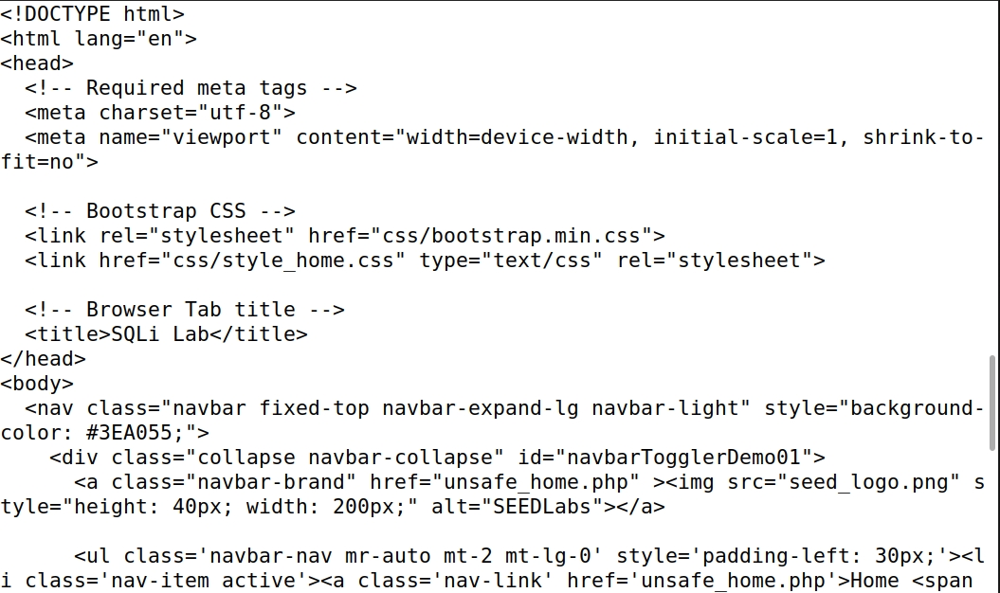 <!DOCTYPE html>
<html lang="en">
<head>
  <!-- Required meta tags -->
  <meta charset="utf-8">
  <meta name="viewport" content="width=device-width, initial-scale=1, shrink-to-
fit=no">

  <!-- Bootstrap CSS -->
  <link rel="stylesheet" href="css/bootstrap.min.css">
  <link href="css/style_home.css" type="text/css" rel="stylesheet">

  <!-- Browser Tab title -->
  <title>SQLi Lab</title>
</head>
<body>
  <nav class="navbar fixed-top navbar-expand-lg navbar-light" style="background-
color: #3EA055;">
    <div class="collapse navbar-collapse" id="navbarTogglerDemo01">
      <a class="navbar-brand" href="unsafe_home.php" ><img src="seed_logo.png" s
tyle="height: 40px; width: 200px;" alt="SEEDLabs"></a>

      <ul class='navbar-nav mr-auto mt-2 mt-lg-0' style='padding-left: 30px;'><l
i class='nav-item active'><a class='nav-link' href='unsafe_home.php'>Home <span